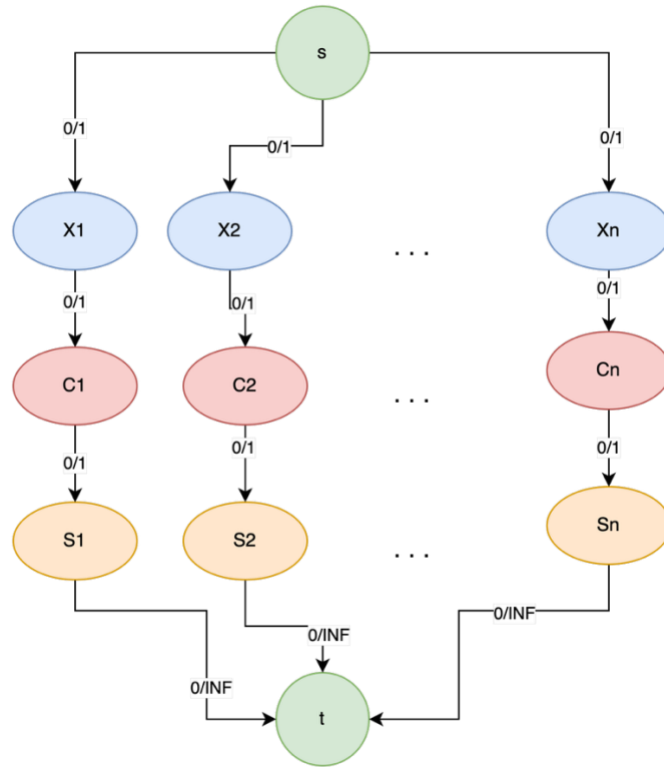 s
0/1
0/1
0/1
X1
X2
. . .
Xn
0/1
0/1
0/1
C1
C2
. . .
Cn
0/1
0/1
0/1
S1
S2
. . .
Sn
0/INF
0/INF
0/INF
t